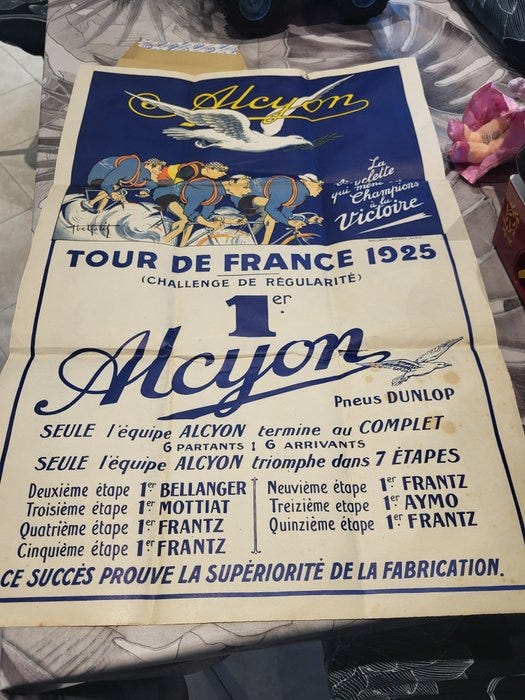 Alcyon
La
Bicyclette
qui mène les
Champions
à la
Victoire
TOUR DE FRANCE 1925
(CHALLENGE DE RÉGULARITÉ)
1er
Alcyon
Pneus DUNLOP
SEULE l'équipe ALCYON termine au COMPLET
6 PARTANTS 6 ARRIVANTS
SEULE l'équipe ALCYON triomphe dans 7 ÉTAPES
Deuxième étape 1er BELLANGER
Troisième étape 1er MOTTIAT
Quatrième étape 1er FRANTZ
Cinquième étape 1er FRANTZ
Neuvième étape 1er FRANTZ
Treizième étape 1er AYMO
Quinzième étape 1er FRANTZ
CE SUCCÈS PROUVE LA SUPÉRIORITÉ DE LA FABRICATION.